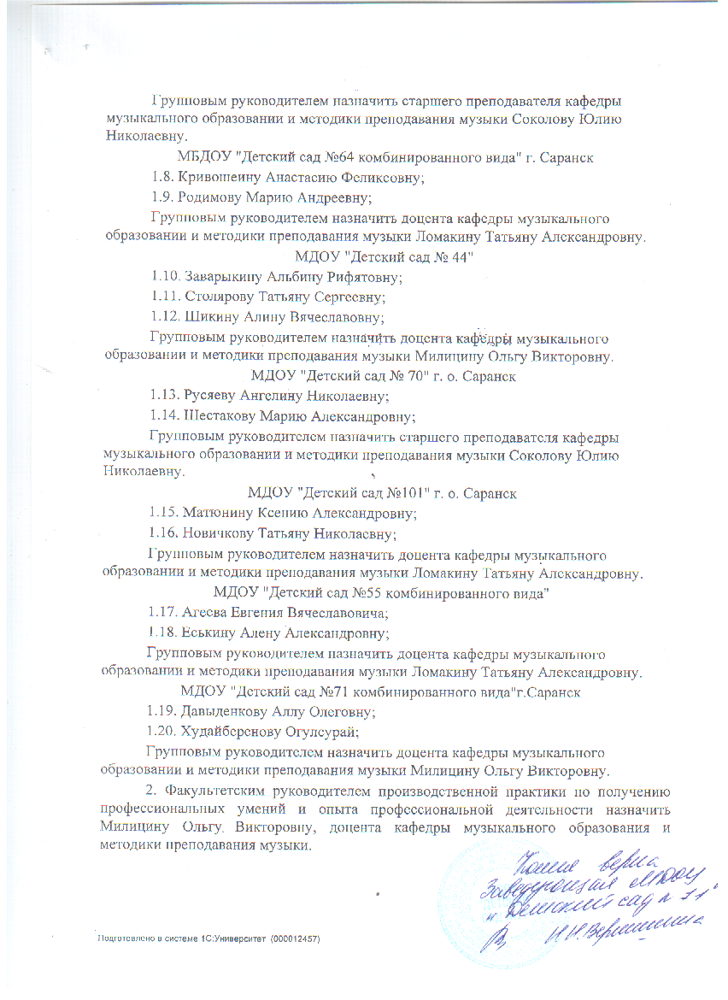 Групповым руководителем назначить старшего преподавателя кафедры
музыкального образовании и методики преподавания музыки Соколову Юлию
Николаевну.
МБДОУ "Детский сад №64 комбинированного вида" г. Саранск
1.8. Кривошеину Анастасию Феликсовну;
1.9. Родимову Марию Андреевну;
Групповым руководителем назначить доцента кафедры музыкального
образовании и методики преподавания музыки Ломакину Татьяну Александровну.
МДОУ "Детский сад № 44"
1.10. Заварыкину Альбину Рифятовну;
1.11. Столярову Татьяну Сергеевну;
1.12. Шикину Алину Вячеславовну;
Групповым руководителем назначить доцента кафедры музыкального
образовании и методики преподавания музыки Милицину Ольгу Викторовну.
МДОУ "Детский сад № 70" г. о. Саранск
1.13. Русяеву Ангелину Николаевну;
1.14. Шестакову Марию Александровну;
Групповым руководителем назначить старшего преподавателя кафедры
музыкального образовании и методики преподавания музыки Соколову Юлию
Николаевну.
МДОУ "Детский сад №101" г. о. Саранск
1.15. Матюнину Ксению Александровну;
1.16. Новичкову Татьяну Николаевну;
Групповым руководителем назначить доцента кафедры музыкального
образовании и методики преподавания музыки Ломакину Татьяну Александровну.
МДОУ "Детский сад №55 комбинированного вида"
1.17. Агеева Евгения Вячеславовича;
1.18. Еськину Алену Александровну;
Групповым руководителем назначить доцента кафедры музыкального
образовании и методики преподавания музыки Ломакину Татьяну Александровну.
МДОУ "Детский сад №71 комбинированного вида"г.Саранск
1.19. Давыденкову Аллу Олеговну;
1.20. Худайберенову Огулсурай;
Групповым руководителем назначить доцента кафедры музыкального
образовании и методики преподавания музыки Милицину Ольгу Викторовну.
2. Факультетским руководителем производственной практики по получению
профессиональных умений и опыта профессиональной деятельности назначить
Милицину Ольгу Викторовну, доцента кафедры музыкального образования и
методики преподавания музыки.
Копия верна
Заведующая МДОУ
"Детский сад №
Н.Н.Вершинина
Подготовлено в системе 1С:Университет (000012457)